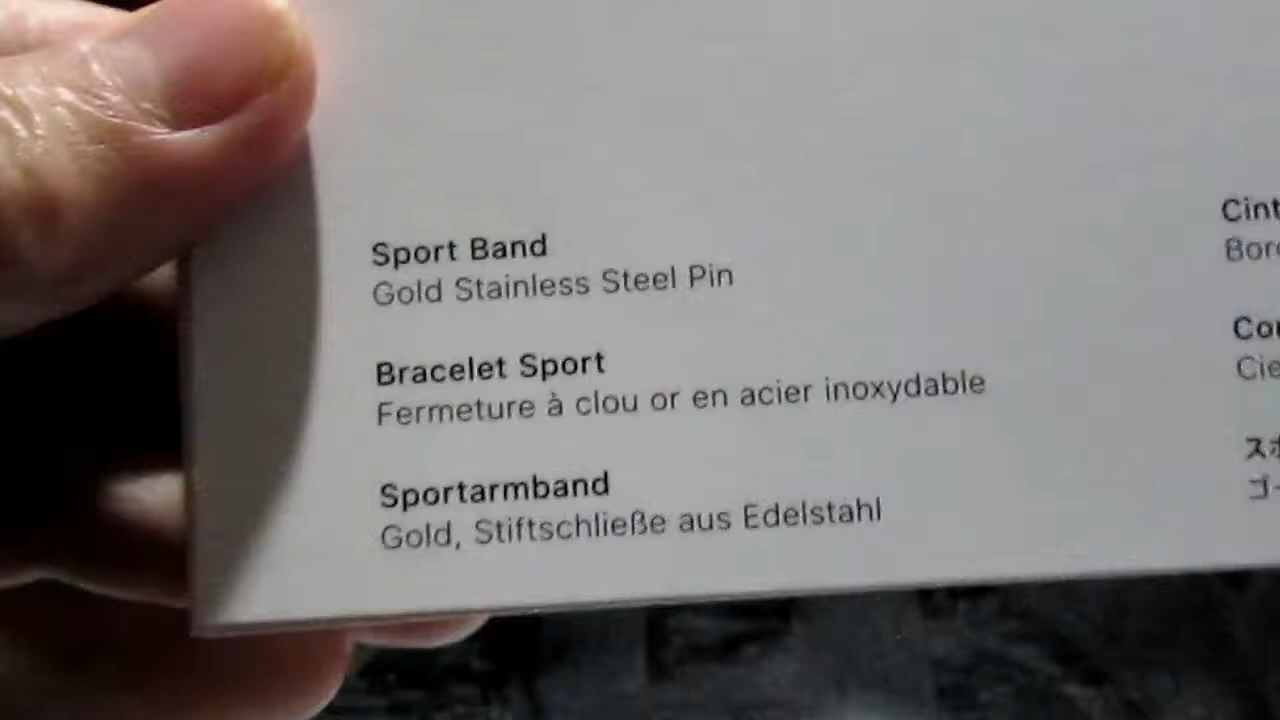 Sport Band
Gold Stainless Steel Pin
Bracelet Sport
Fermeture à clou or en acier inoxydable
Sportarmband
Gold, Stiftschließe aus Edelstahl